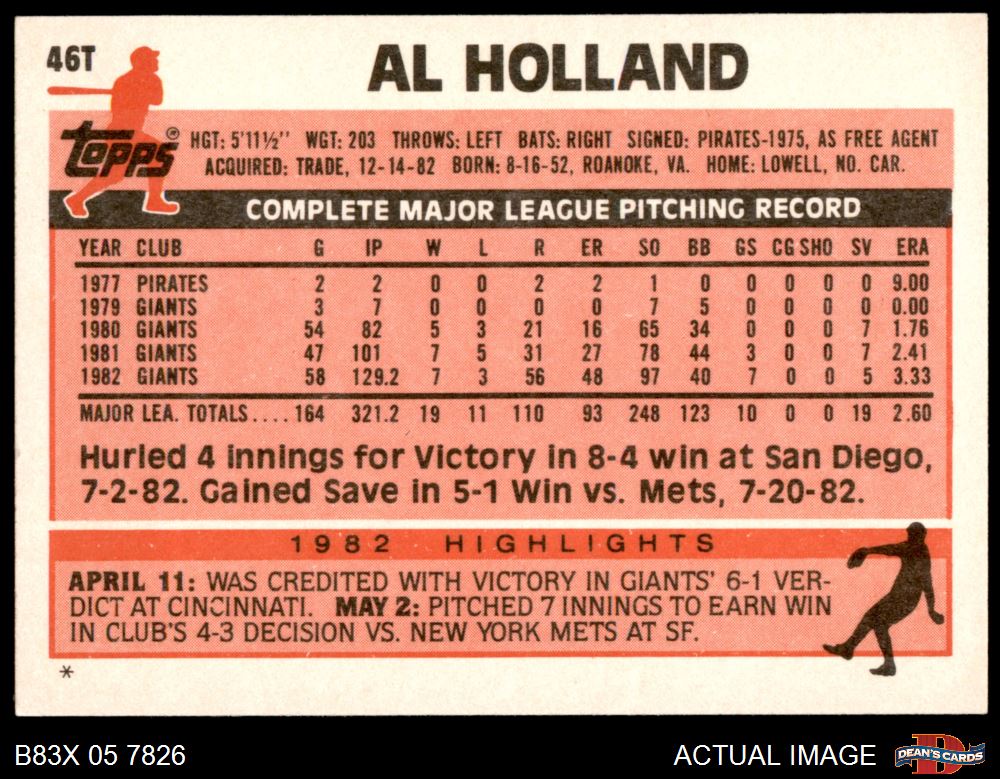 46T
AL HOLLAND
topps® HGT: 5'11½" WGT: 203 THROWS: LEFT BATS: RIGHT SIGNED: PIRATES-1975, AS FREE AGENT
ACQUIRED: TRADE, 12-14-82 BORN: 8-16-52, ROANOKE, VA. HOME: LOWELL, NO. CAR.
COMPLETE MAJOR LEAGUE PITCHING RECORD
YEAR CLUB G IP W L R ER SO BB GS CG SHO SV ERA
1977 PIRATES 2 2 0 0 2 2 1 0 0 0 0 0 9.00
1979 GIANTS 3 7 0 0 0 0 7 5 0 0 0 0 0.00
1980 GIANTS 54 82 5 3 21 16 65 34 0 0 0 7 1.76
1981 GIANTS 47 101 7 5 31 27 78 44 3 0 0 7 2.41
1982 GIANTS 58 129.2 7 3 56 48 97 40 7 0 0 5 3.33
MAJOR LEA. TOTALS....164 321.2 19 11 110 93 248 123 10 0 0 19 2.60
Hurled 4 innings for Victory in 8-4 win at San Diego,
7-2-82. Gained Save in 5-1 Win vs. Mets, 7-20-82.
1982 HIGHLIGHTS
APRIL 11: WAS CREDITED WITH VICTORY IN GIANTS' 6-1 VER-
DICT AT CINCINNATI. MAY 2: PITCHED 7 INNINGS TO EARN WIN
IN CLUB'S 4-3 DECISION VS. NEW YORK METS AT SF.
*
B83X 05 7826 ACTUAL IMAGE DEAN'S CARDS